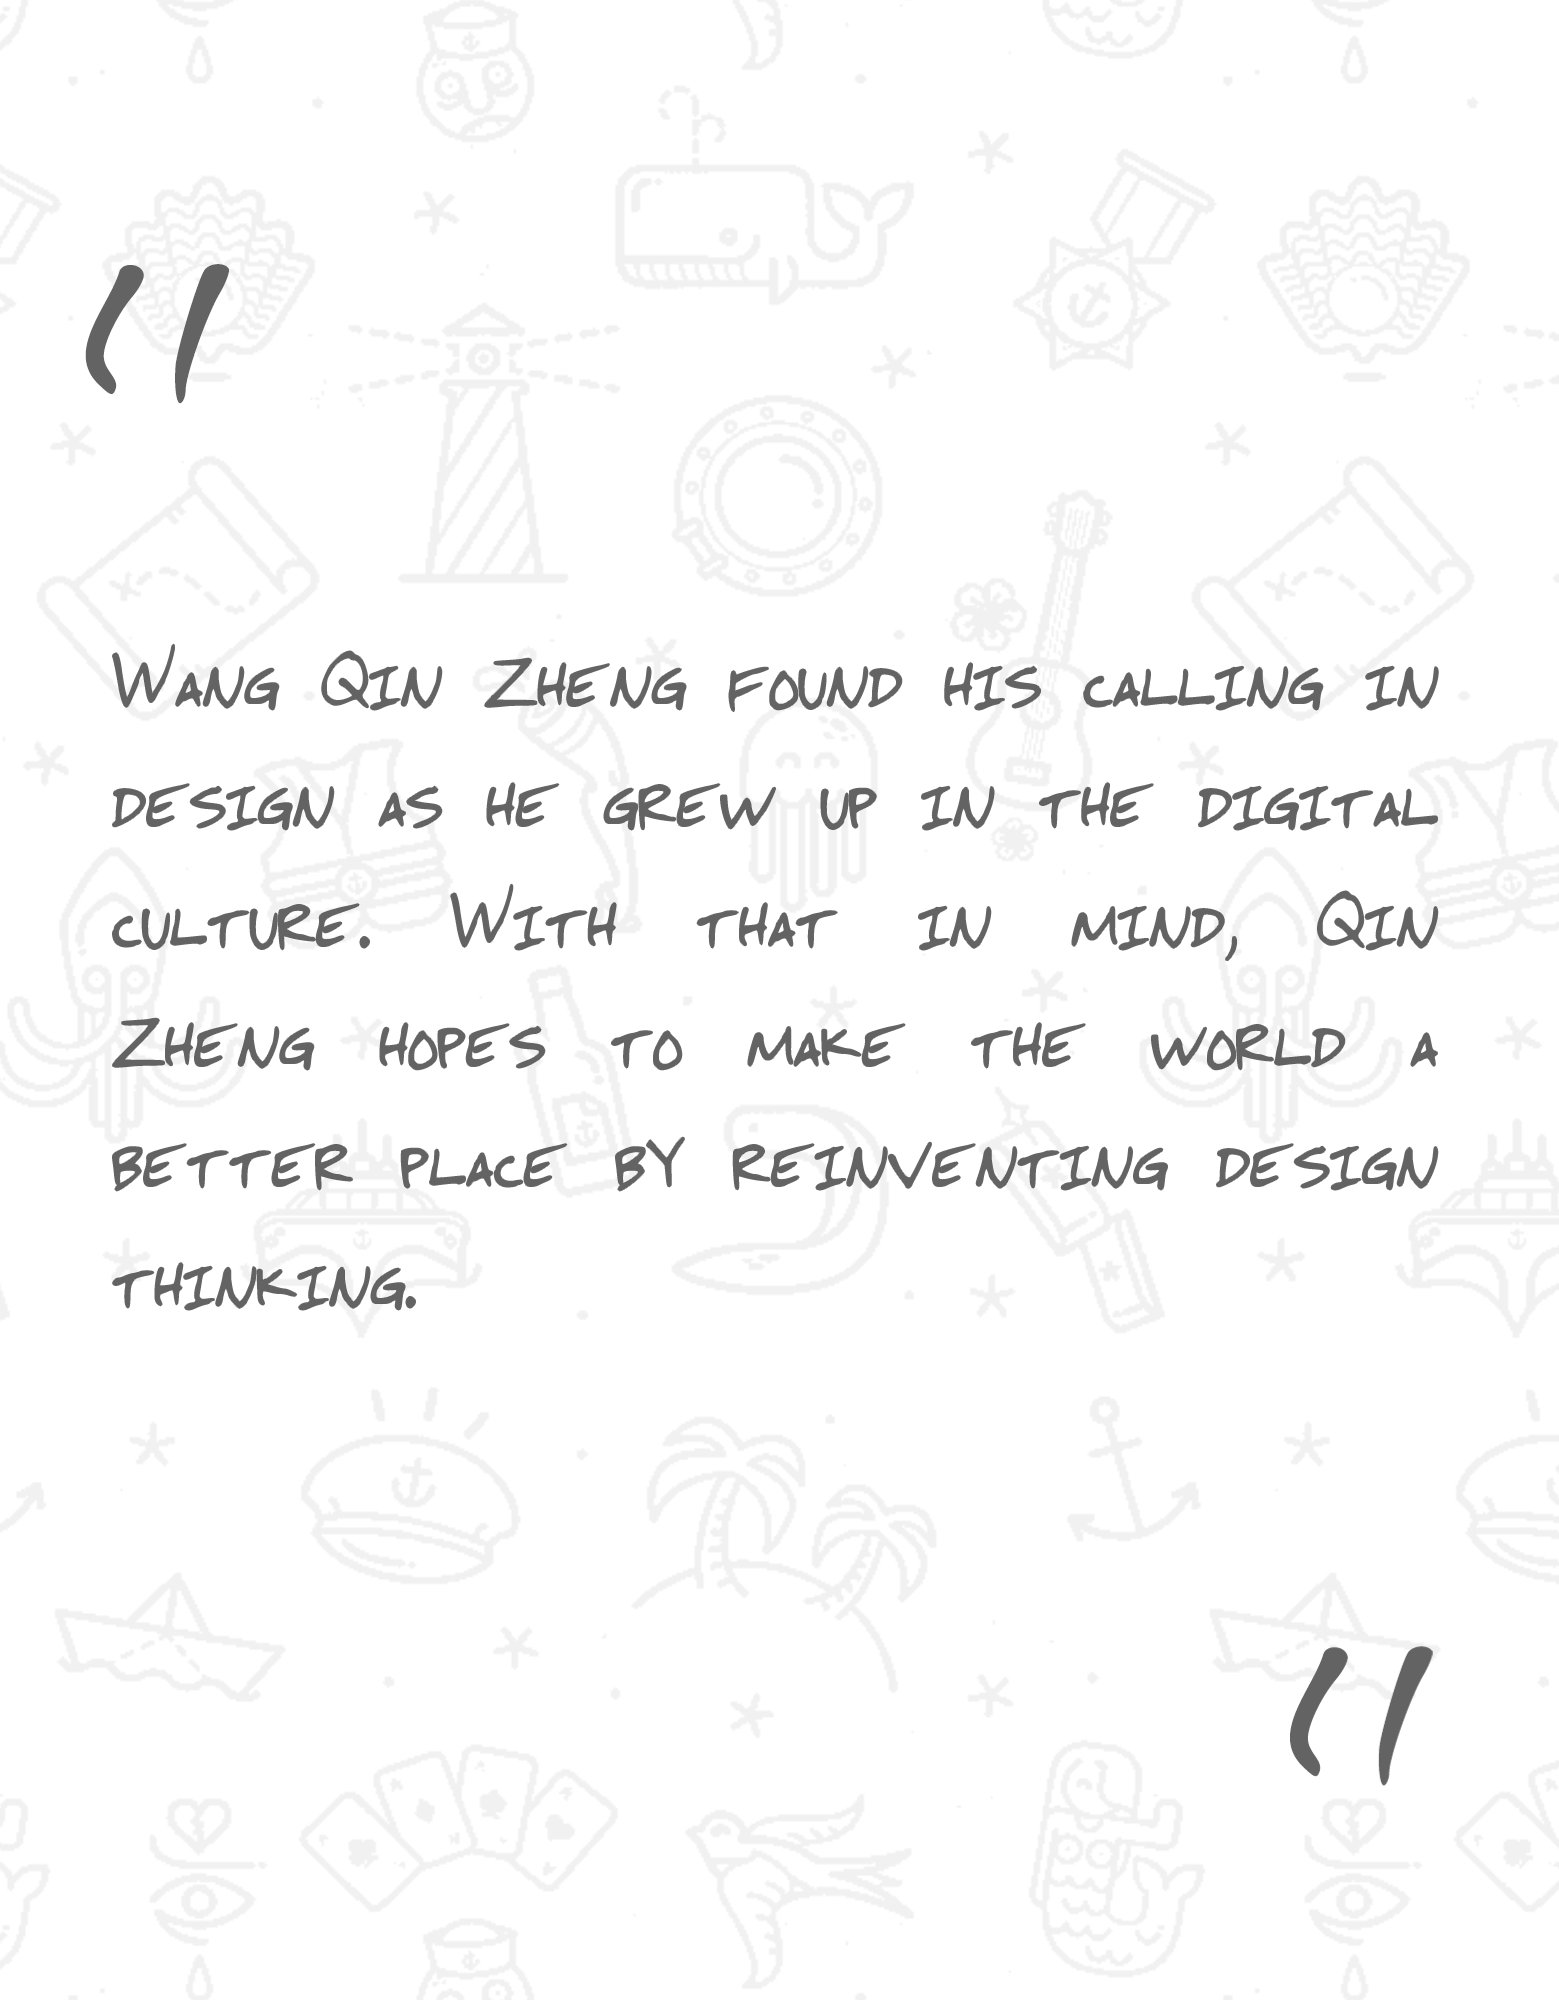 "
Wang Qin Zheng found his calling in
design as he grew up in the digital
culture. With that in mind, Qin
Zheng hopes to make the world a
better place by reinventing design
thinking.
"